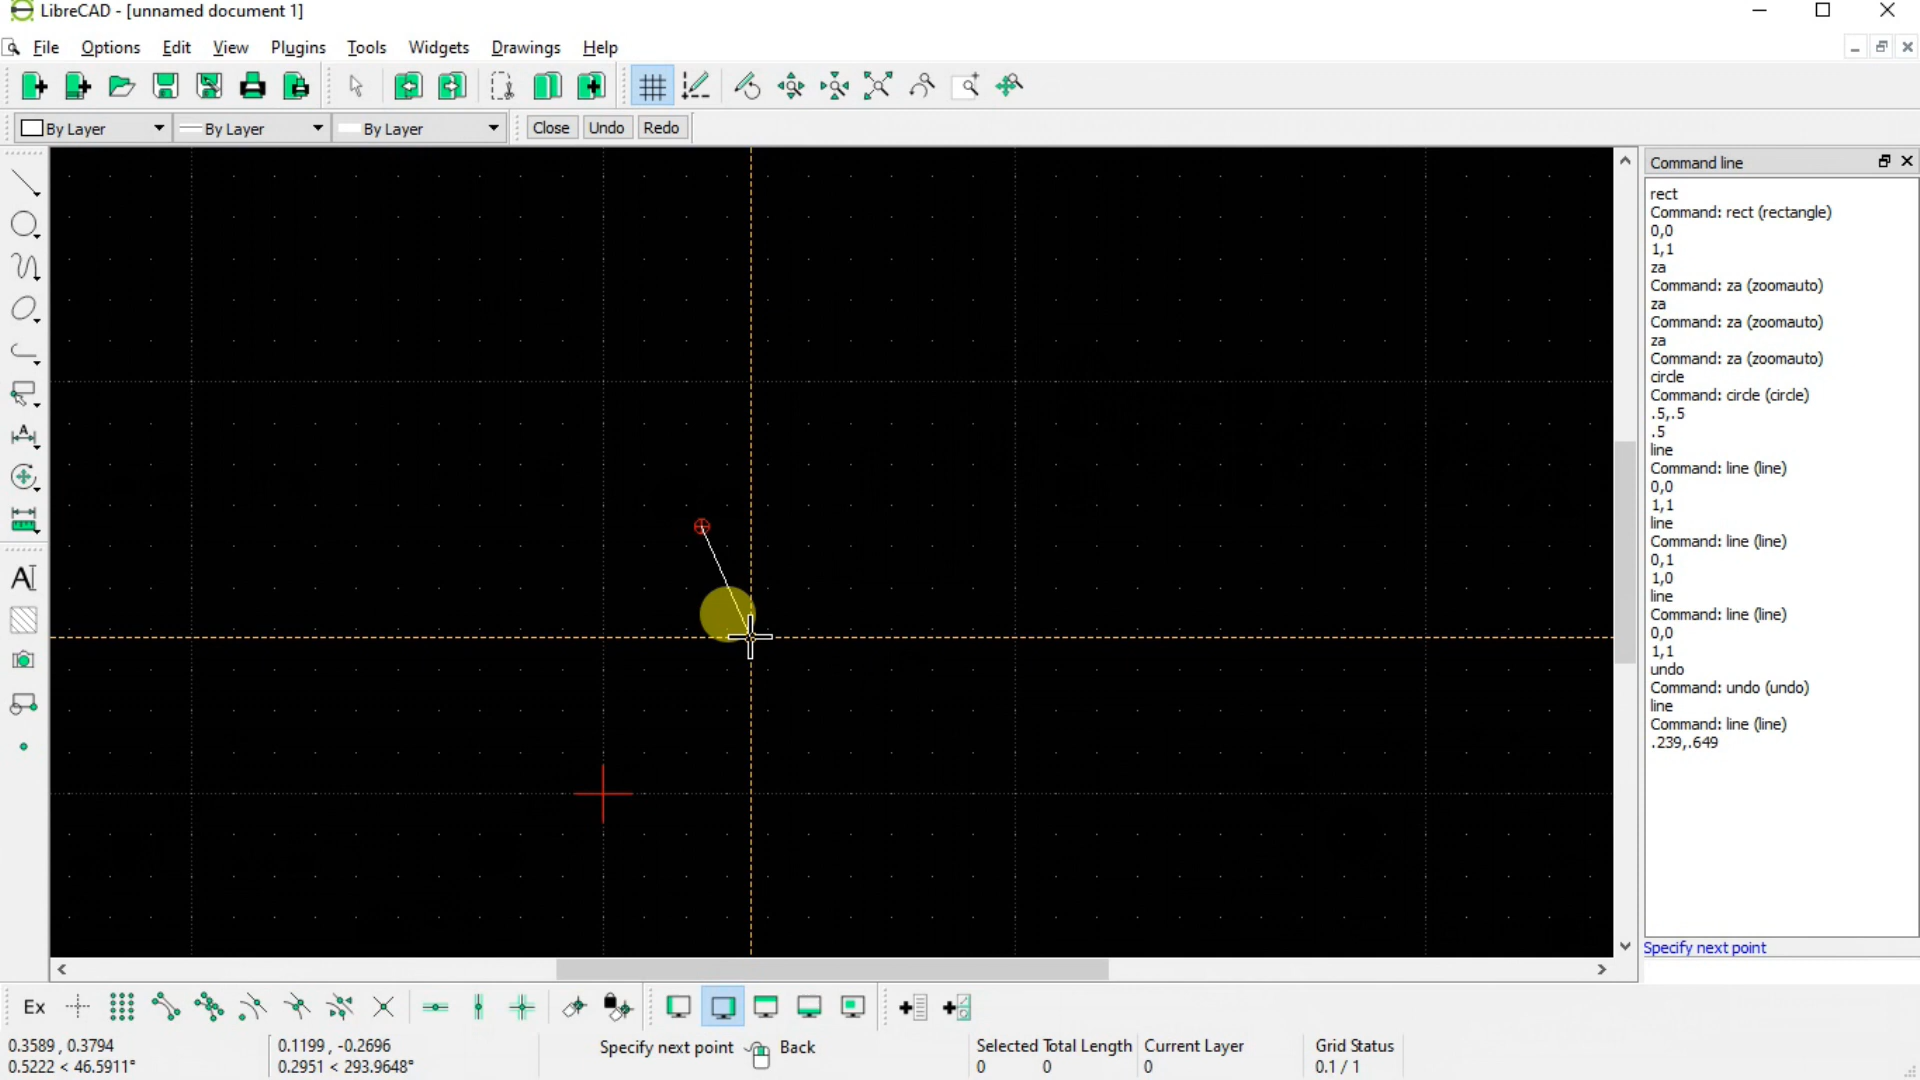 LibreCAD - [unnamed document 1]
File Options Edit View Plugins Tools Widgets Drawings Help
By Layer By Layer By Layer Close Undo Redo
Command line
rect
Command: rect (rectangle)
0,0
1,1
za
Command: za (zoomauto)
za
Command: za (zoomauto)
za
Command: za (zoomauto)
circle
Command: circle (circle)
.5,.5
.5
line
Command: line (line)
0,0
1,1
line
Command: line (line)
0,1
1,0
line
Command: line (line)
0,0
1,1
undo
Command: undo (undo)
line
Command: line (line)
.239,.649
Specify next point
A
Ex
0.3589 , 0.3794
0.5222 < 46.5911°
0.1199 , -0.2696
0.2951 < 293.9648°
Specify next point Back
Selected Total Length
0 0
Current Layer
0
Grid Status
0.1 / 1